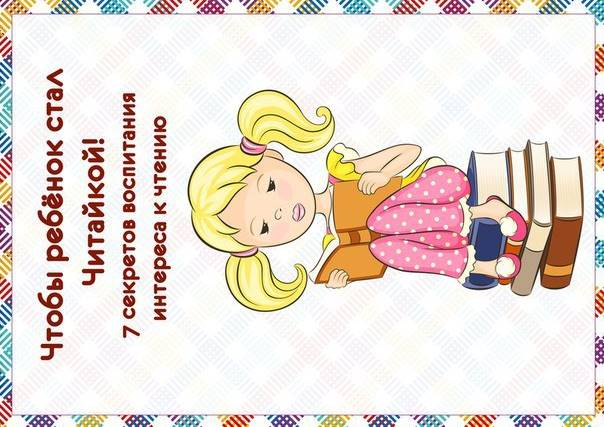 Чтобы ребёнок стал
Читайкой!
7 секретов воспитания
интереса к чтению